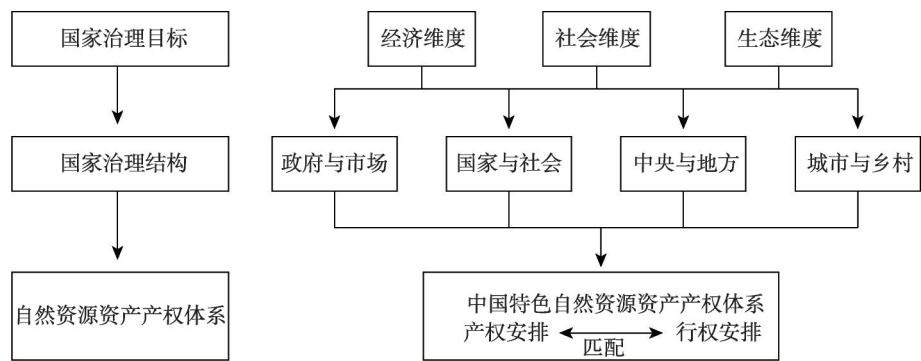 国家治理目标
经济维度
社会维度
生态维度
国家治理结构
政府与市场
国家与社会
中央与地方
城市与乡村
自然资源资产产权体系
中国特色自然资源资产产权体系
产权安排
行权安排
匹配